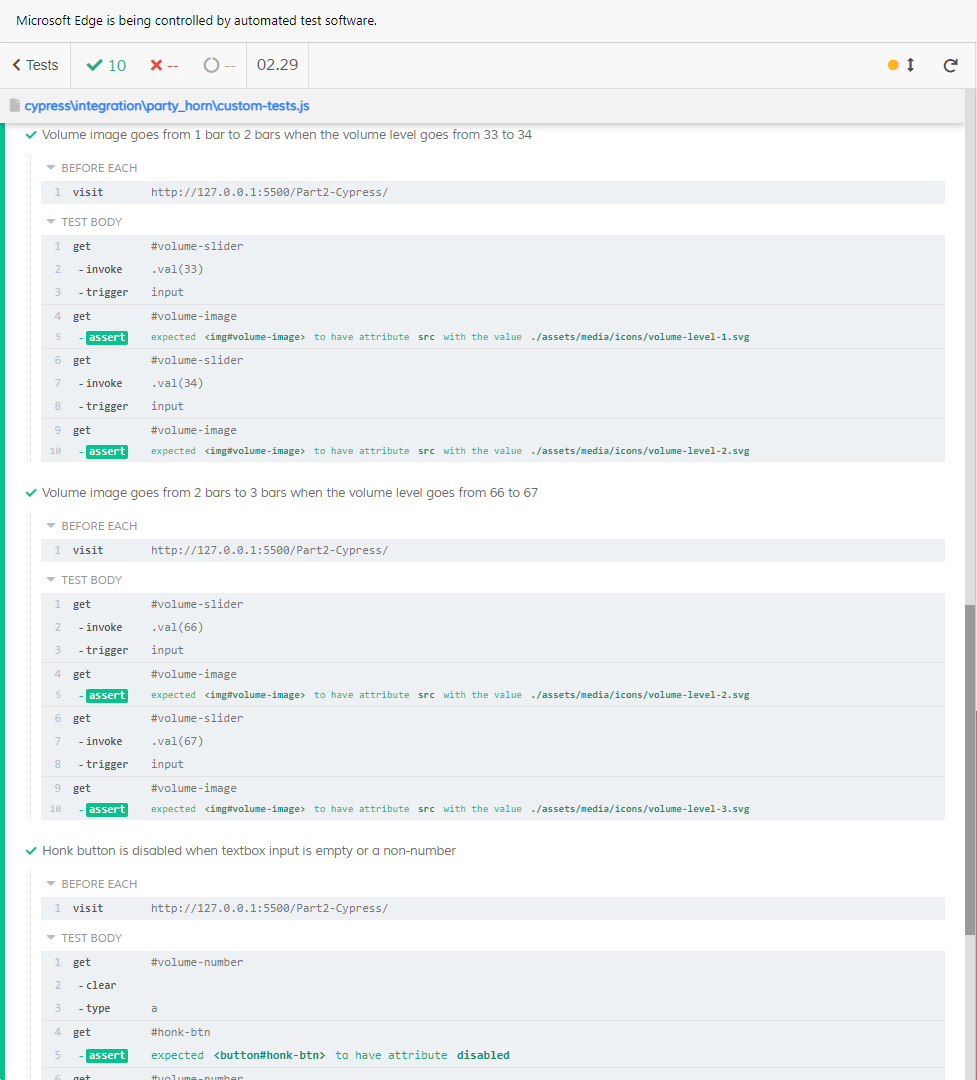 Microsoft Edge is being controlled by automated test software.
Tests 10 -- -- 02.29
cypress\integration\party_horn\custom-tests.js
Volume image goes from 1 bar to 2 bars when the volume level goes from 33 to 34
BEFORE EACH
1 visit http://127.0.0.1:5500/Part2-Cypress/
TEST BODY
1 get #volume-slider
2 -invoke .val(33)
3 -trigger input
4 get #volume-image
5 -assert expected <img#volume-image> to have attribute src with the value ./assets/media/icons/volume-level-1.svg
6 get #volume-slider
7 -invoke .val(34)
8 -trigger input
9 get #volume-image
10 -assert expected <img#volume-image> to have attribute src with the value ./assets/media/icons/volume-level-2.svg
Volume image goes from 2 bars to 3 bars when the volume level goes from 66 to 67
BEFORE EACH
1 visit http://127.0.0.1:5500/Part2-Cypress/
TEST BODY
1 get #volume-slider
2 -invoke .val(66)
3 -trigger input
4 get #volume-image
5 -assert expected <img#volume-image> to have attribute src with the value ./assets/media/icons/volume-level-2.svg
6 get #volume-slider
7 -invoke .val(67)
8 -trigger input
9 get #volume-image
10 -assert expected <img#volume-image> to have attribute src with the value ./assets/media/icons/volume-level-3.svg
Honk button is disabled when textbox input is empty or a non-number
BEFORE EACH
1 visit http://127.0.0.1:5500/Part2-Cypress/
TEST BODY
1 get #volume-number
2 -clear
3 -type a
4 get #honk-btn
5 -assert expected <button#honk-btn> to have attribute disabled
6 get #volume-number